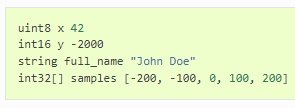 uint8 x 42
int16 y -2000
string full_name "John Doe"
int32[] samples [-200, -100, 0, 100, 200]